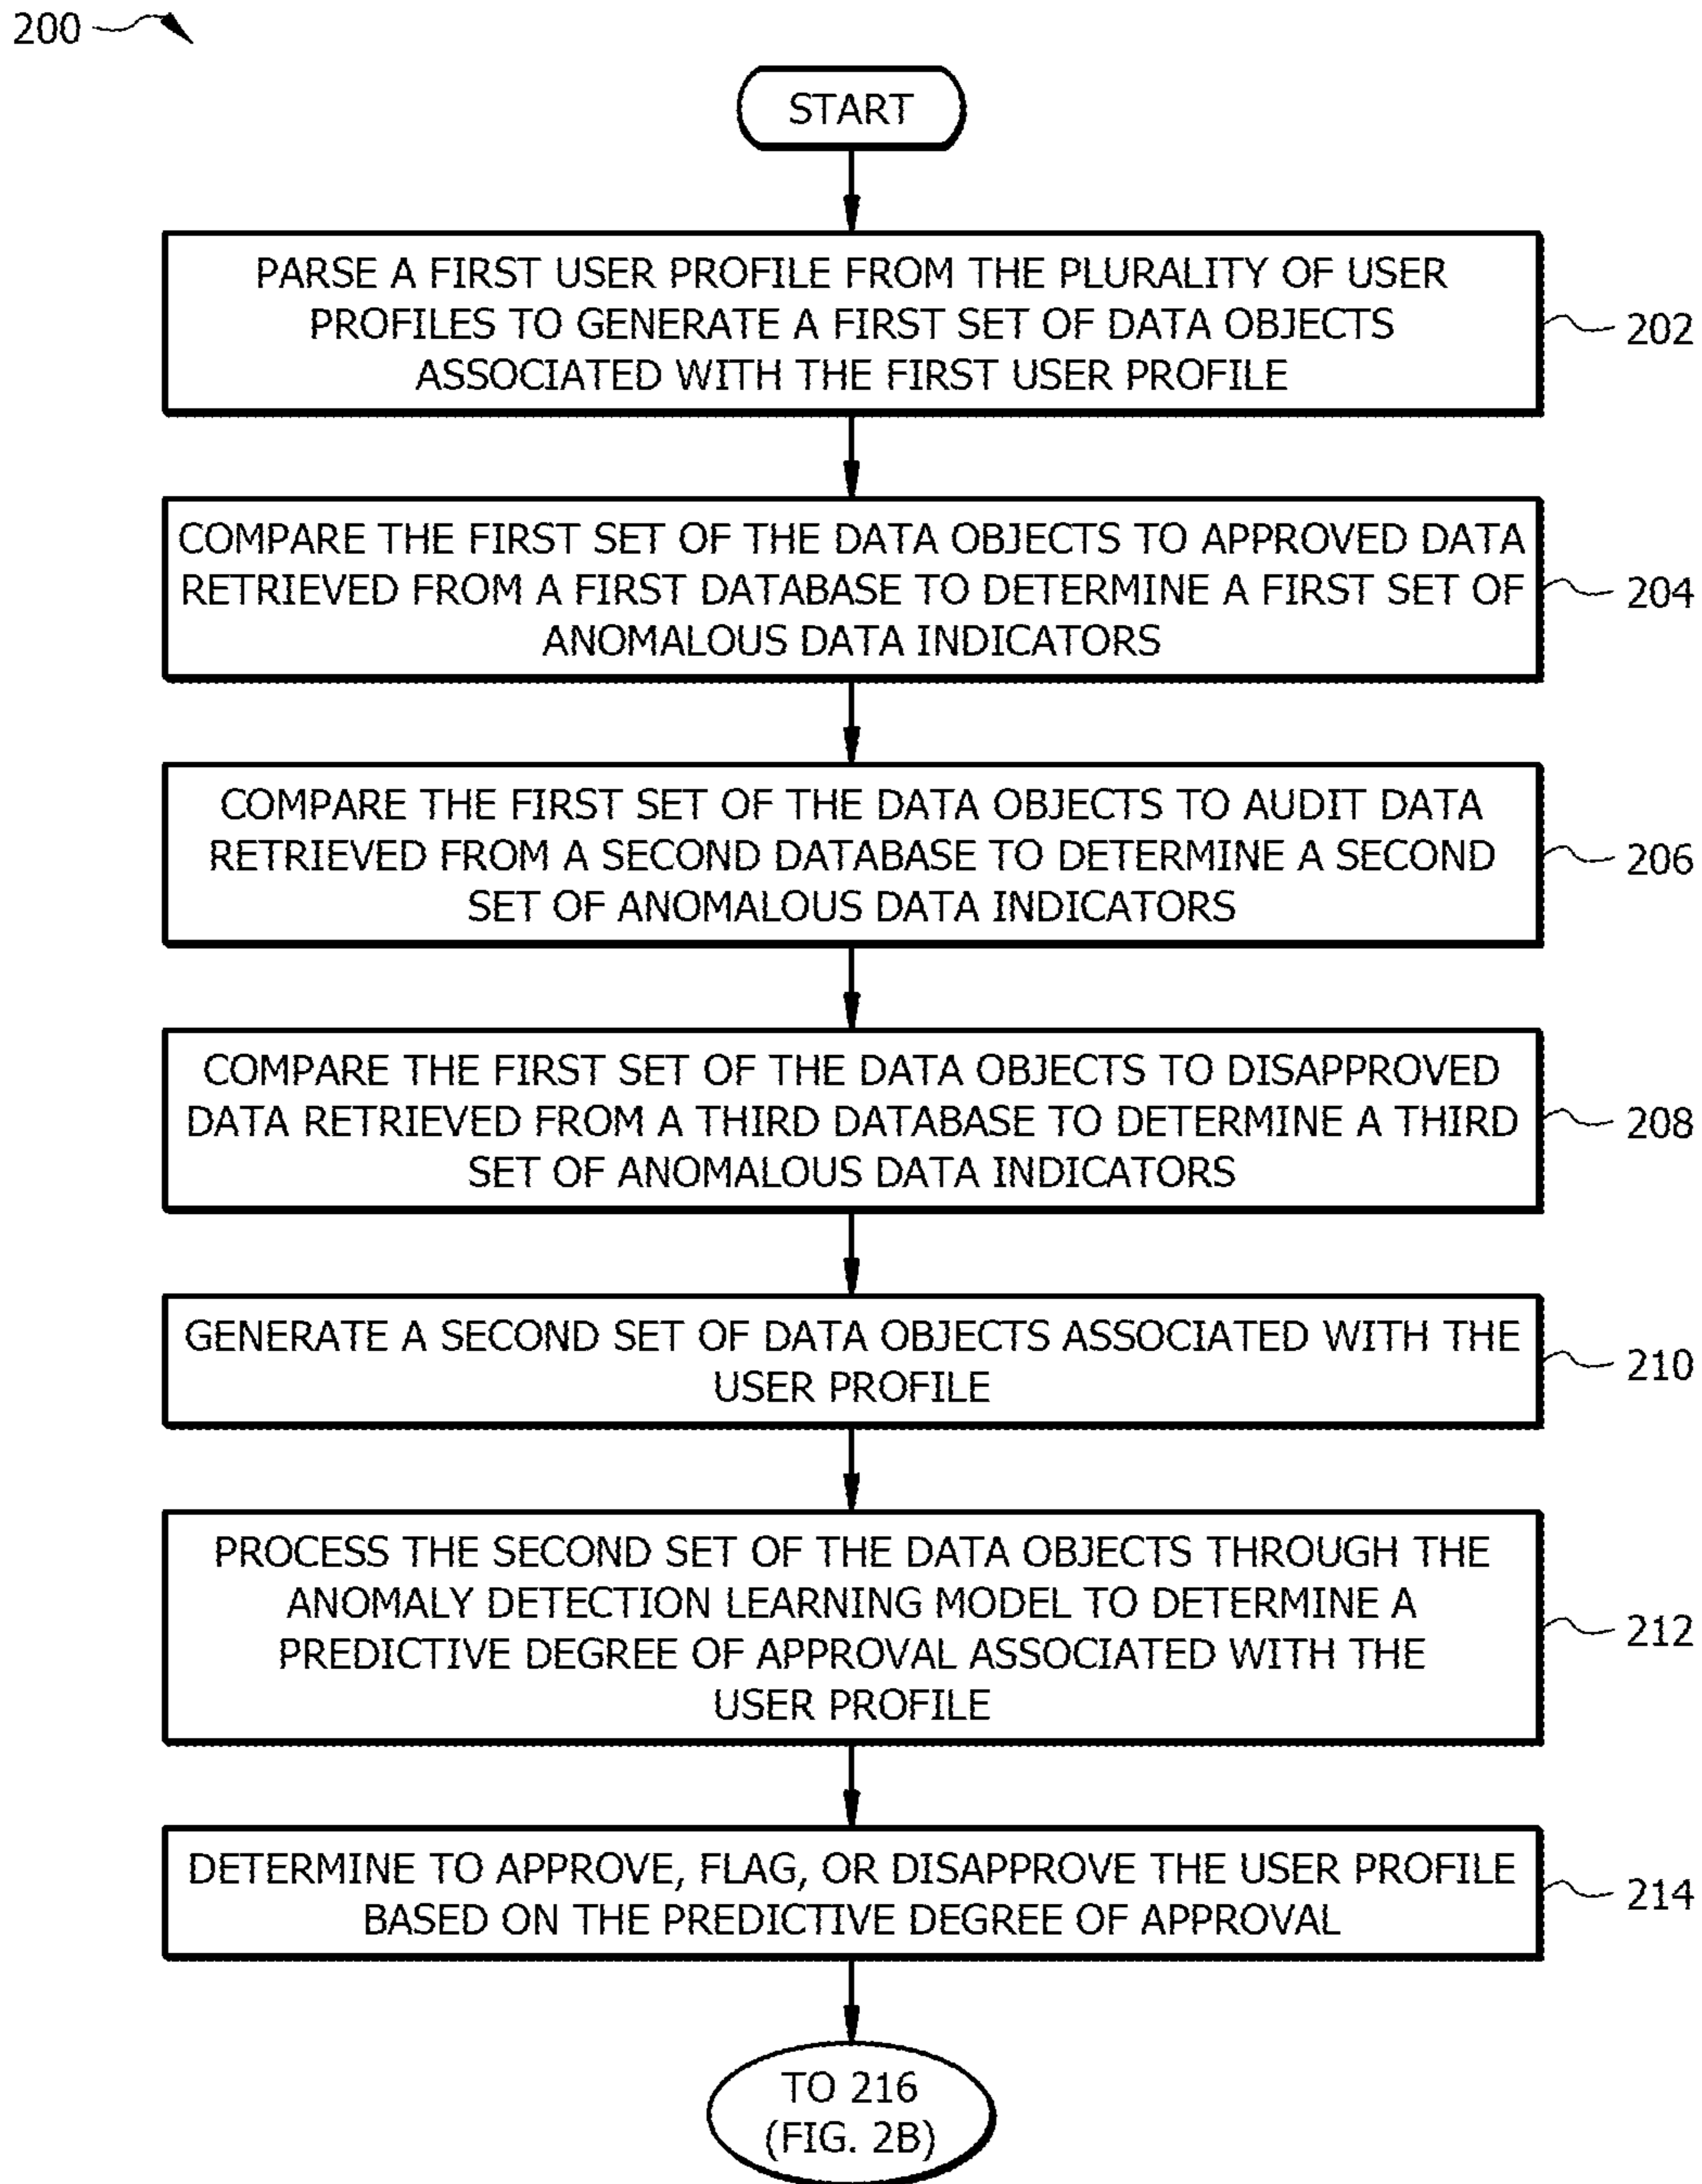 200
START
PARSE A FIRST USER PROFILE FROM THE PLURALITY OF USER
PROFILES TO GENERATE A FIRST SET OF DATA OBJECTS
ASSOCIATED WITH THE FIRST USER PROFILE
202
COMPARE THE FIRST SET OF THE DATA OBJECTS TO APPROVED DATA
RETRIEVED FROM A FIRST DATABASE TO DETERMINE A FIRST SET OF
ANOMALOUS DATA INDICATORS
204
COMPARE THE FIRST SET OF THE DATA OBJECTS TO AUDIT DATA
RETRIEVED FROM A SECOND DATABASE TO DETERMINE A SECOND
SET OF ANOMALOUS DATA INDICATORS
206
COMPARE THE FIRST SET OF THE DATA OBJECTS TO DISAPPROVED
DATA RETRIEVED FROM A THIRD DATABASE TO DETERMINE A THIRD
SET OF ANOMALOUS DATA INDICATORS
208
GENERATE A SECOND SET OF DATA OBJECTS ASSOCIATED WITH THE
USER PROFILE
210
PROCESS THE SECOND SET OF THE DATA OBJECTS THROUGH THE
ANOMALY DETECTION LEARNING MODEL TO DETERMINE A
PREDICTIVE DEGREE OF APPROVAL ASSOCIATED WITH THE
USER PROFILE
212
DETERMINE TO APPROVE, FLAG, OR DISAPPROVE THE USER PROFILE
BASED ON THE PREDICTIVE DEGREE OF APPROVAL
214
TO 216
(FIG. 2B)